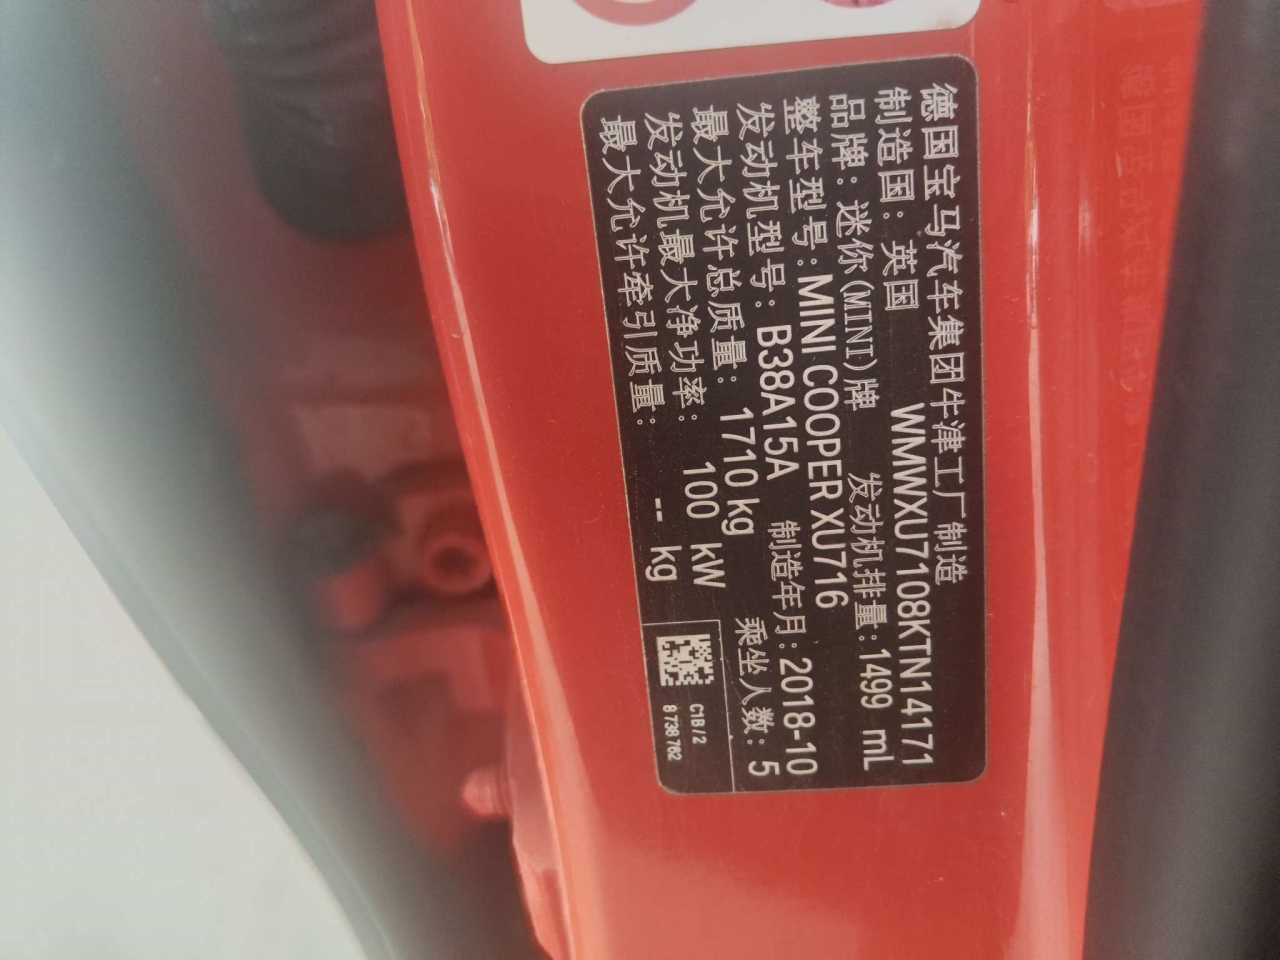 德国宝马汽车集团牛津工厂制造
制造国: 英国 WMWXU7108KTN14171
品牌: 迷你(MINI)牌 发动机排量: 1499 mL
整车型号: MINI COOPER XU716
发动机型号: B38A15A 制造年月: 2018-10
最大允许总质量: 1710 kg 乘坐人数: 5
发动机最大净功率: 100 kW
最大允许牵引质量: -- kg
C1B/2
8 738 762